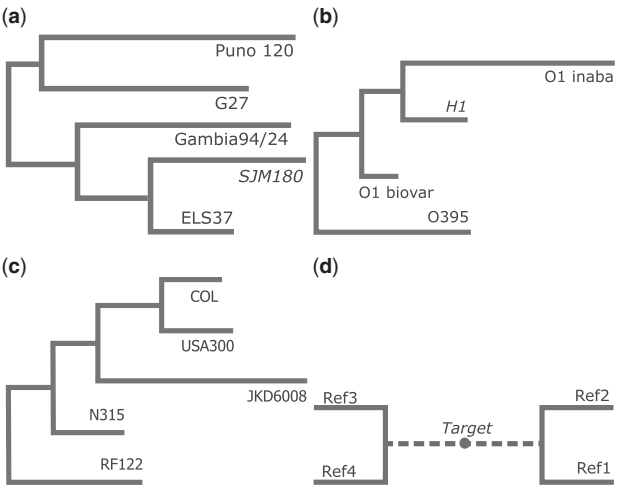 (a)
Puno 120
G27
Gambia94/24
SJM180
ELS37
(b)
O1 inaba
H1
O1 biovar
O395
(c)
COL
USA300
JKD6008
N315
RF122
(d)
Ref3
Ref2
Target
Ref4
Ref1